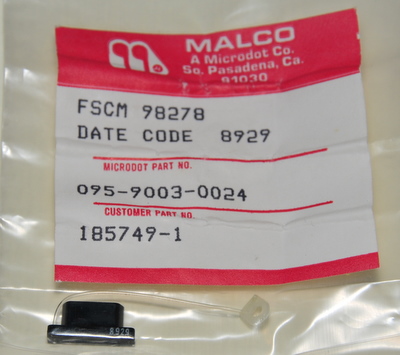 MALCO
A Microdot Co.
So. Pasadena, Ca.
91030
FSCM 98278
DATE CODE 8929
MICRODOT PART NO.
095-9003-0024
CUSTOMER PART NO.
185749-1
8929